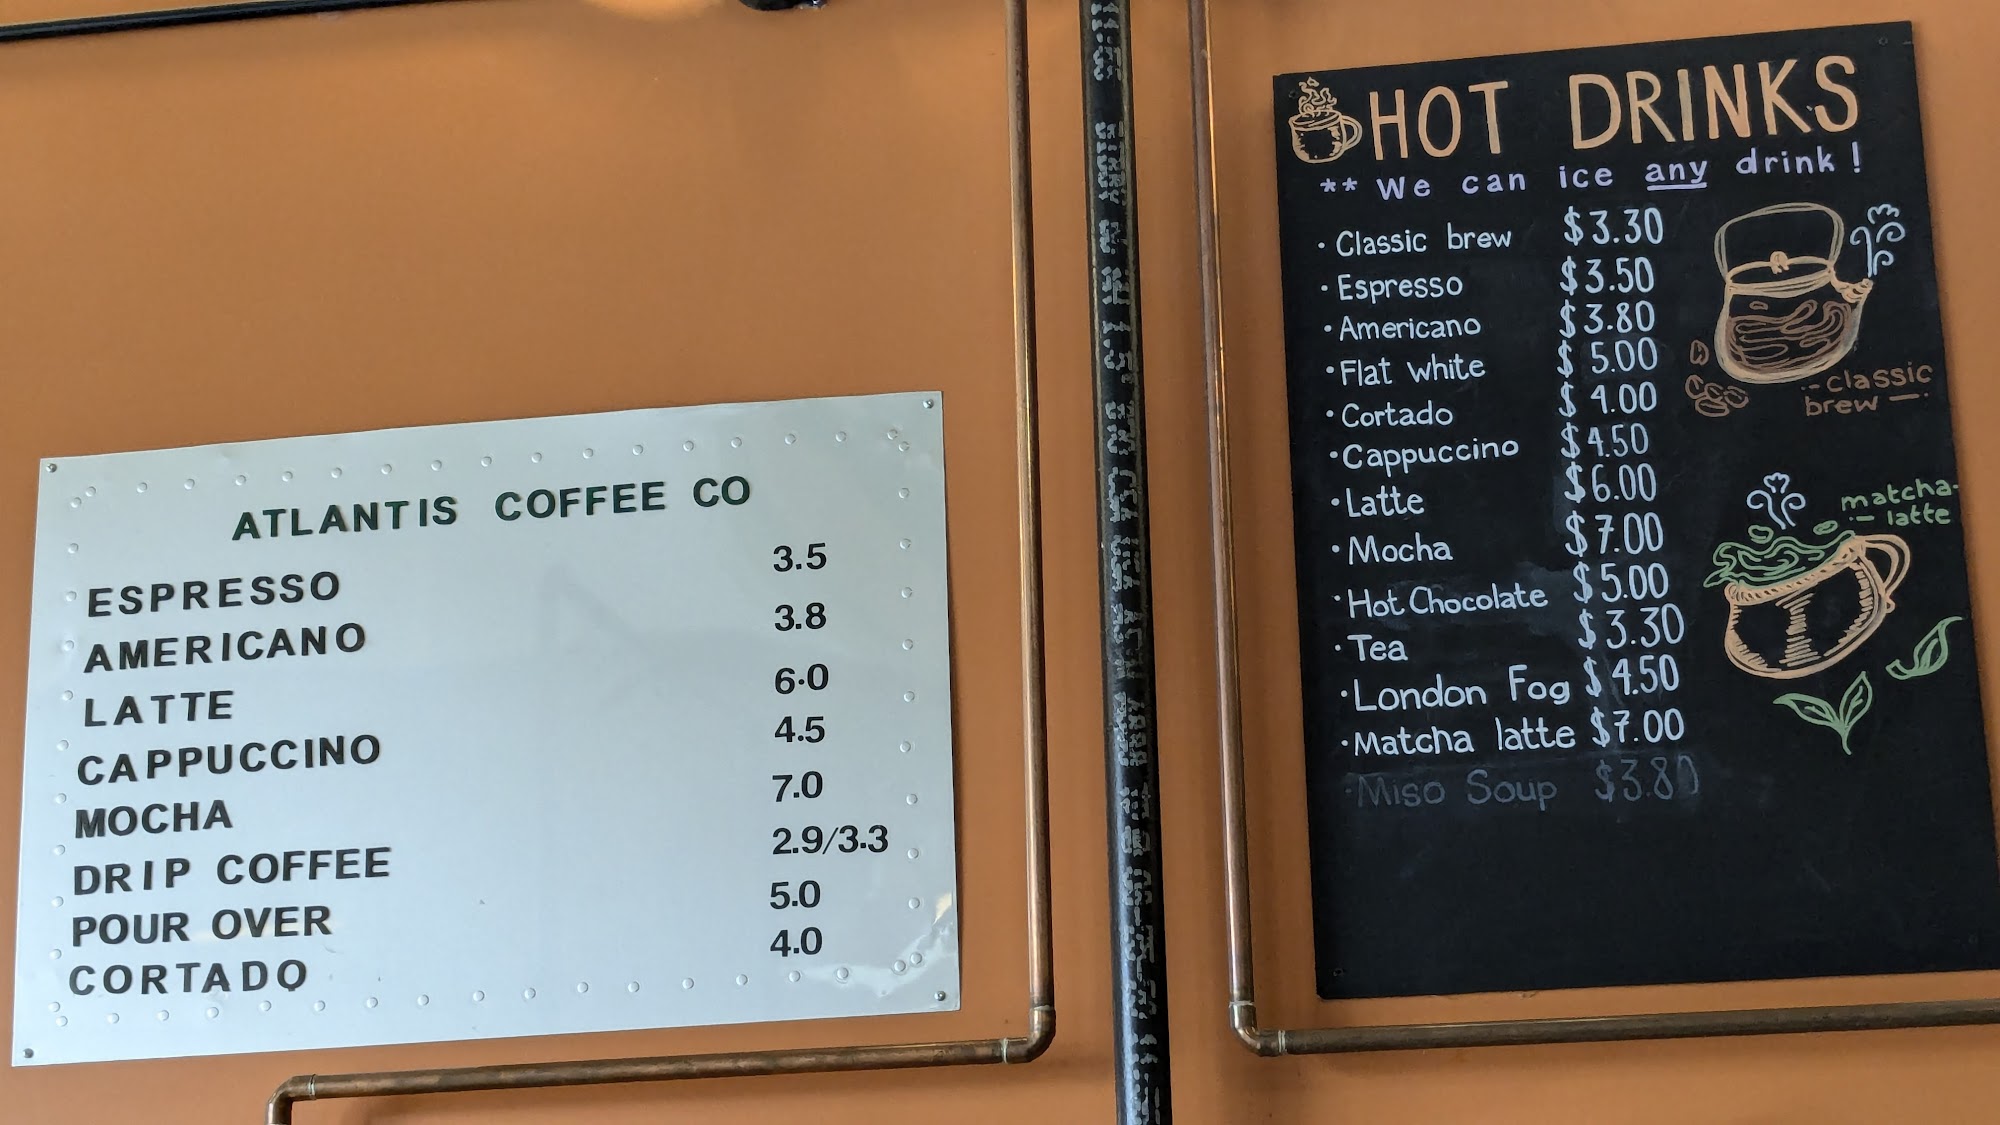 ATLANTIS COFFEE CO
ESPRESSO 3.5
AMERICANO 3.8
LATTE 6.0
CAPPUCCINO 4.5
MOCHA 7.0
DRIP COFFEE 2.9/3.3
POUR OVER 5.0
CORTADO 4.0
HOT DRINKS
** We can ice any drink!
· Classic brew $3.30
· Espresso $3.50
· Americano $3.80
· Flat white $5.00
· Cortado $4.00
· Cappuccino $4.50
· Latte $6.00
· Mocha $7.00
· Hot Chocolate $5.00
· Tea $3.30
· London Fog $4.50
· Matcha latte $7.00
· Miso Soup $3.80
classic
brew
matcha
latte